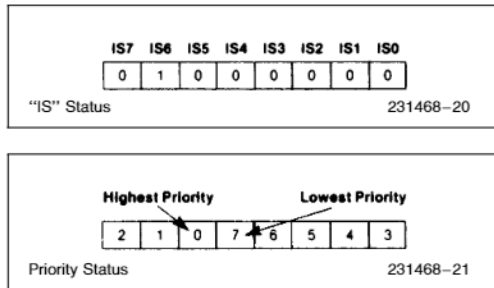 IS7 IS6 IS5 IS4 IS3 IS2 IS1 IS0
0 1 0 0 0 0 0 0
"IS" Status 231468–20
Highest Priority Lowest Priority
2 1 0 7 6 5 4 3
Priority Status 231468–21